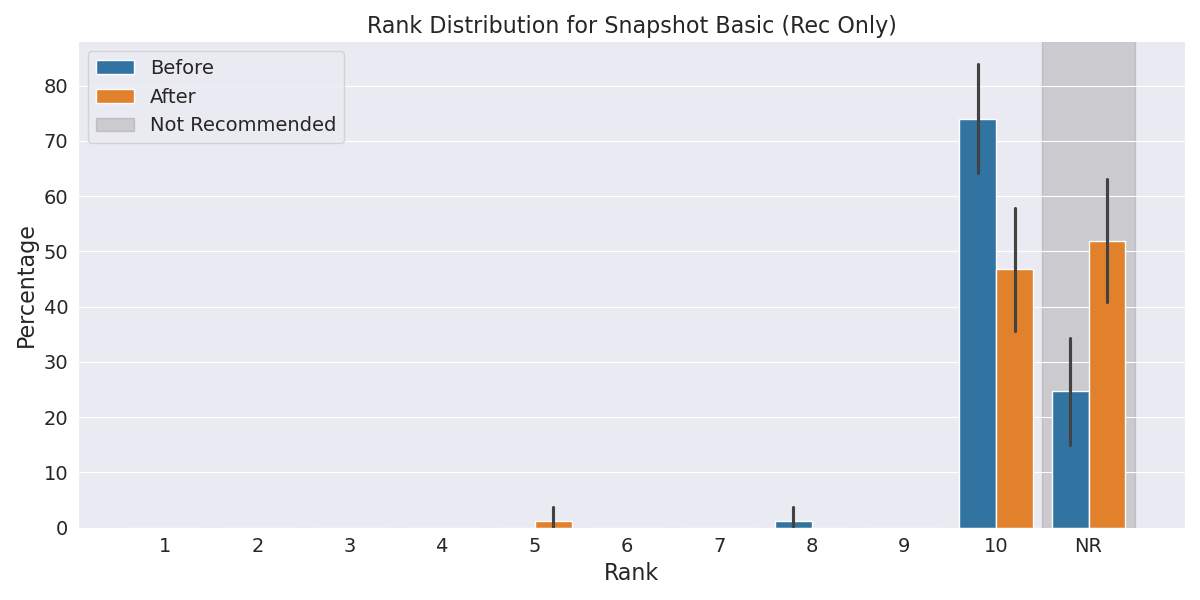 Rank Distribution for Snapshot Basic (Rec Only)
Before
After
Not Recommended
Percentage
80
70
60
50
40
30
20
10
0
1 2 3 4 5 6 7 8 9 10 NR
Rank